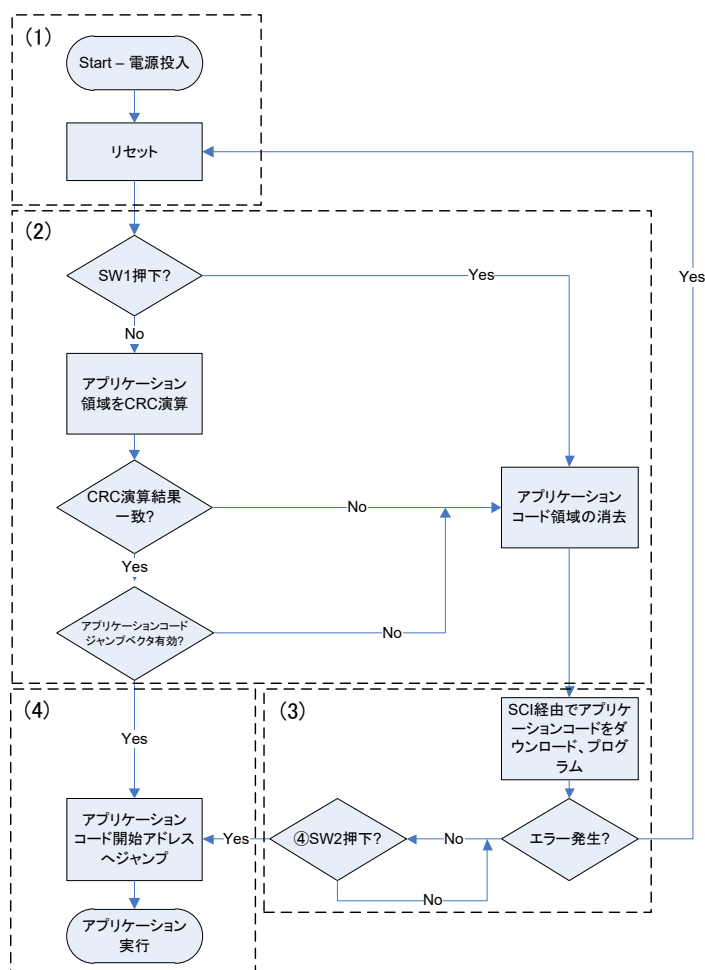 (1)
Start – 電源投入
リセット
(2)
SW1押下?
Yes
Yes
No
アプリケーション
領域をCRC演算
CRC演算結果
一致?
No
アプリケーション
コード領域の消去
Yes
アプリケーションコード
ジャンプベクタ有効?
No
(4)
(3)
SCI経由でアプリケ
ーションコードをダ
ウンロード、プログ
ラム
Yes
アプリケーション
コード開始アドレス
へジャンプ
Yes
④SW2押下?
No
エラー発生?
No
アプリケーション
実行